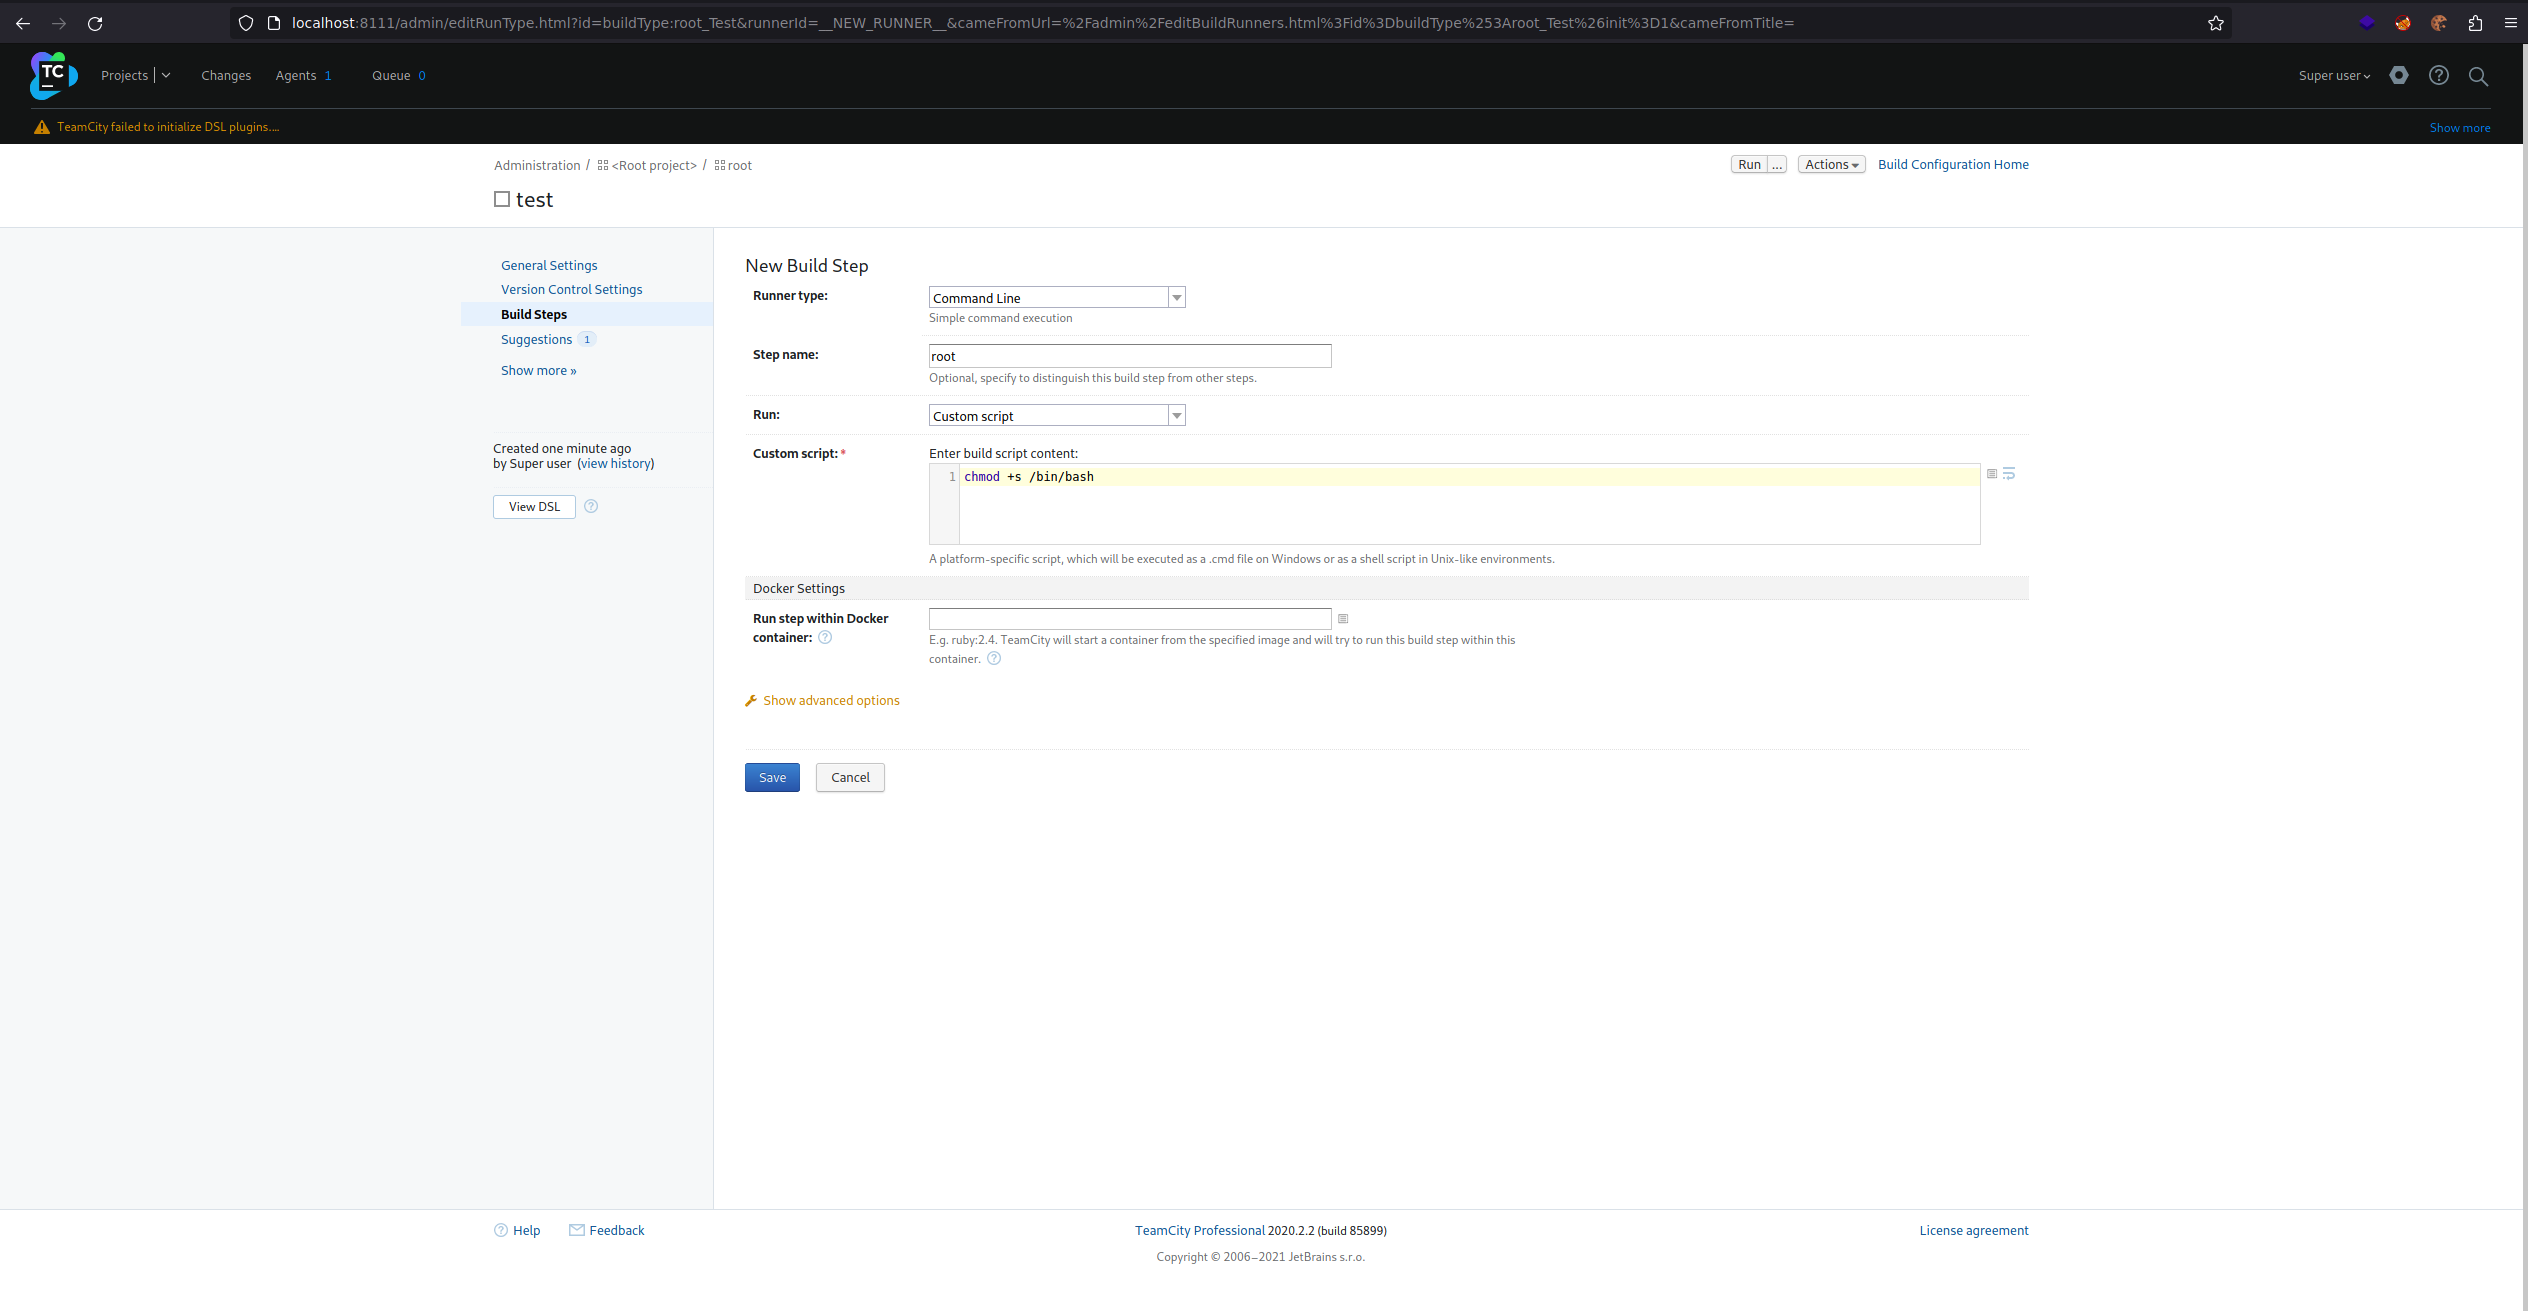 localhost:8111/admin/editRunType.html?id=buildType:root_Test&runnerId=__NEW_RUNNER__&cameFromUrl=%2Fadmin%2FeditBuildRunners.html%3Fid%3DbuildType%253Aroot_Test%26init%3D1&cameFromTitle=
TC Projects Changes Agents 1 Queue 0 Super user
TeamCity failed to initialize DSL plugins.... Show more
Administration / <Root project> / root Run ... Actions Build Configuration Home
test
General Settings
Version Control Settings
Build Steps
Suggestions 1
Show more »
Created one minute ago
by Super user (view history)
View DSL ?
New Build Step
Runner type: Command Line
Simple command execution
Step name: root
Optional, specify to distinguish this build step from other steps.
Run: Custom script
Custom script: * Enter build script content:
1 chmod +s /bin/bash
A platform-specific script, which will be executed as a .cmd file on Windows or as a shell script in Unix-like environments.
Docker Settings
Run step within Docker
container: ?
E.g. ruby:2.4. TeamCity will start a container from the specified image and will try to run this build step within this
container. ?
Show advanced options
Save Cancel
? Help Feedback TeamCity Professional 2020.2.2 (build 85899) License agreement
Copyright © 2006–2021 JetBrains s.r.o.